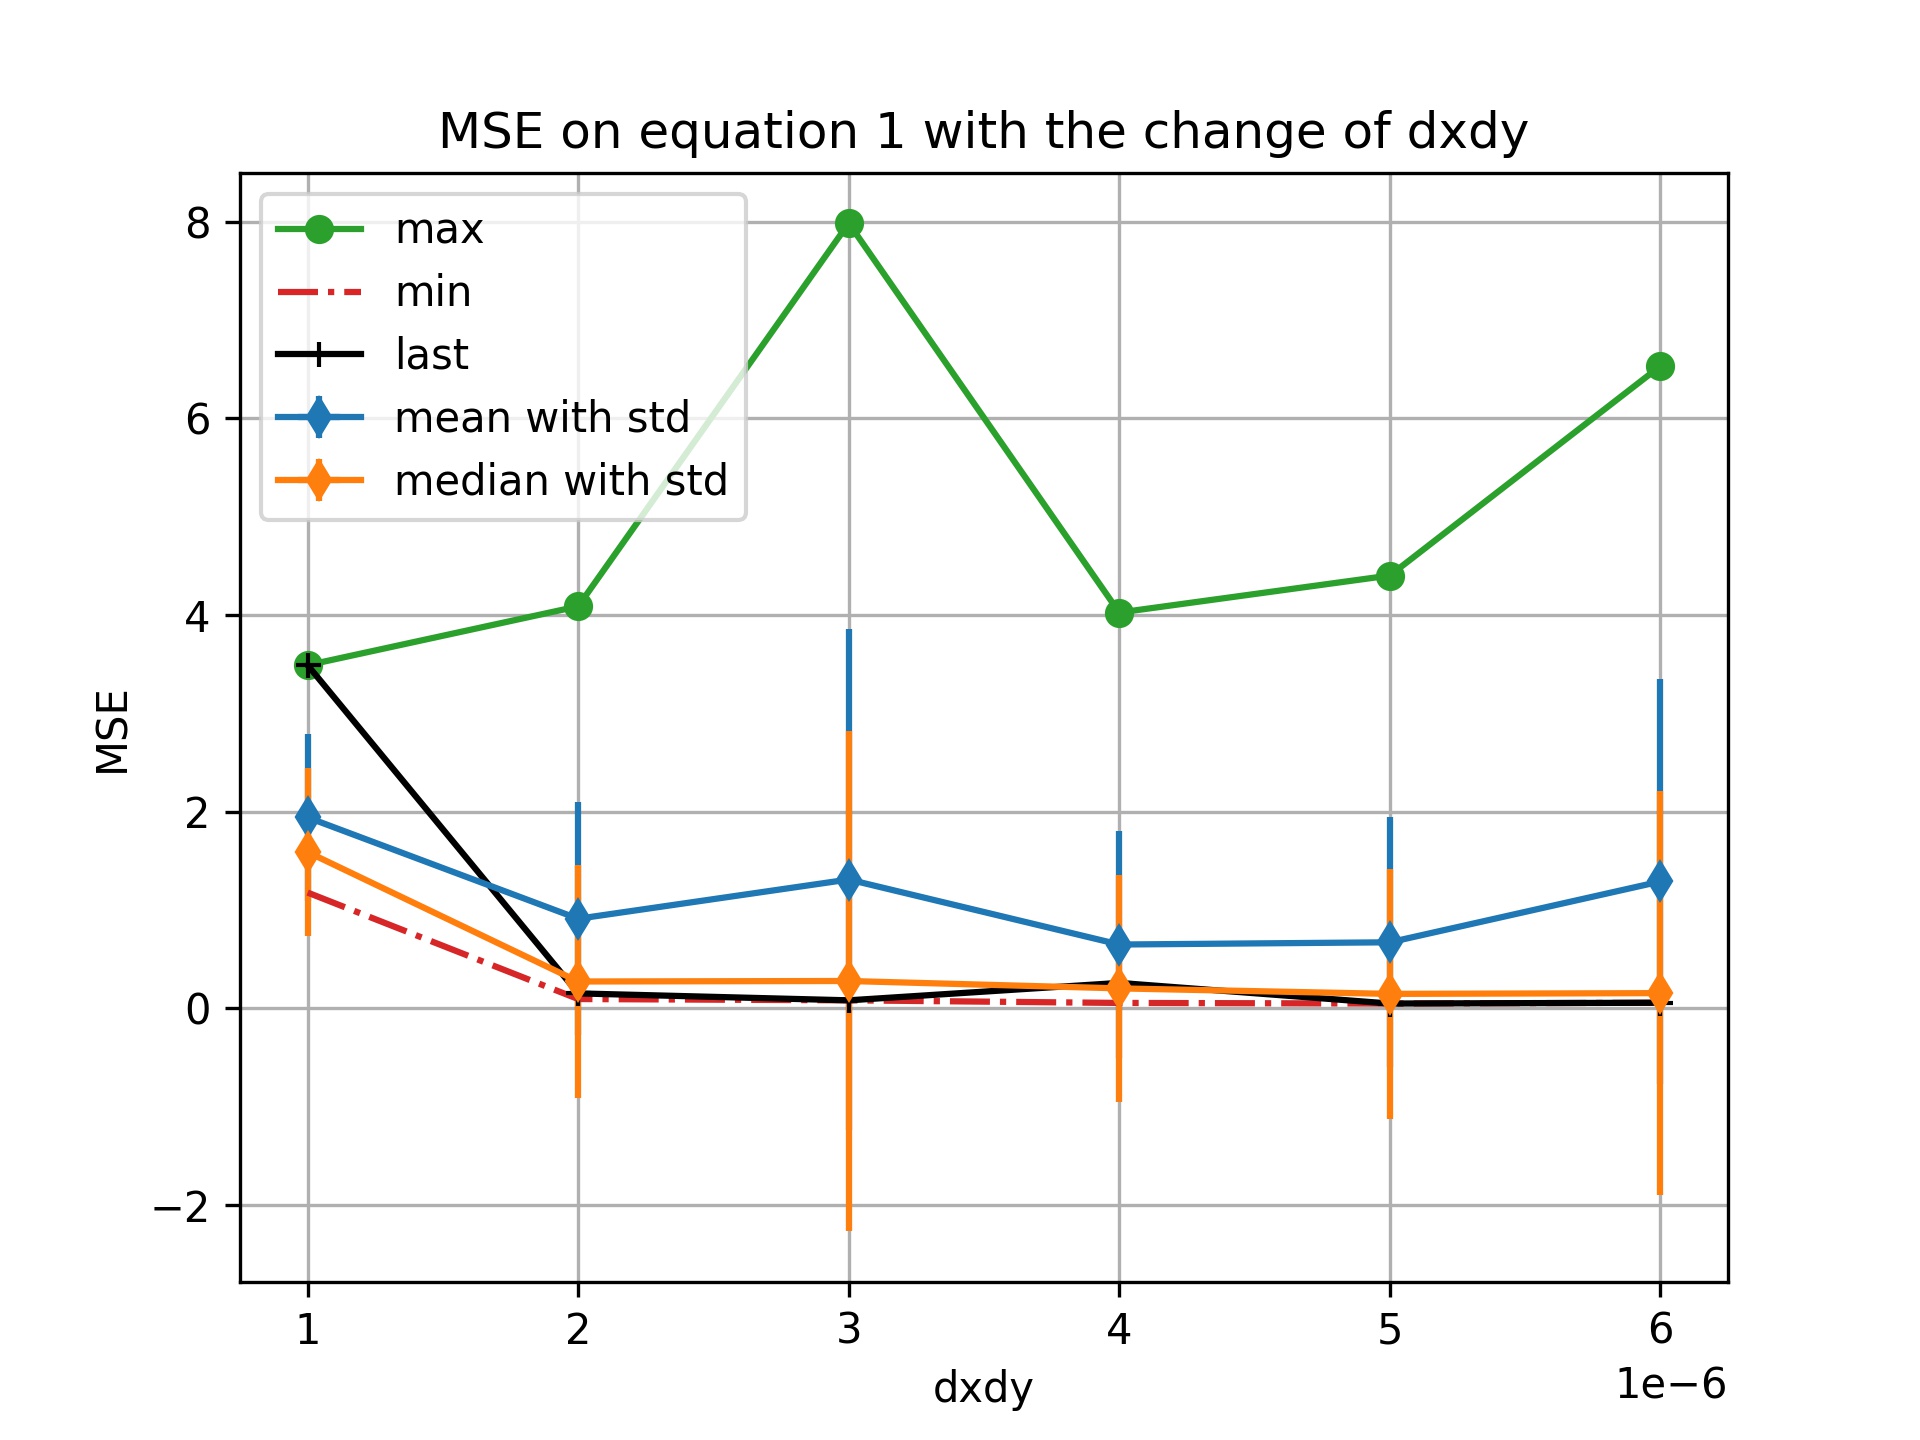 MSE on equation 1 with the change of dxdy
max
min
last
mean with std
median with std
8
6
4
2
0
−2
MSE
1
2
3
4
5
6
1e−6
dxdy